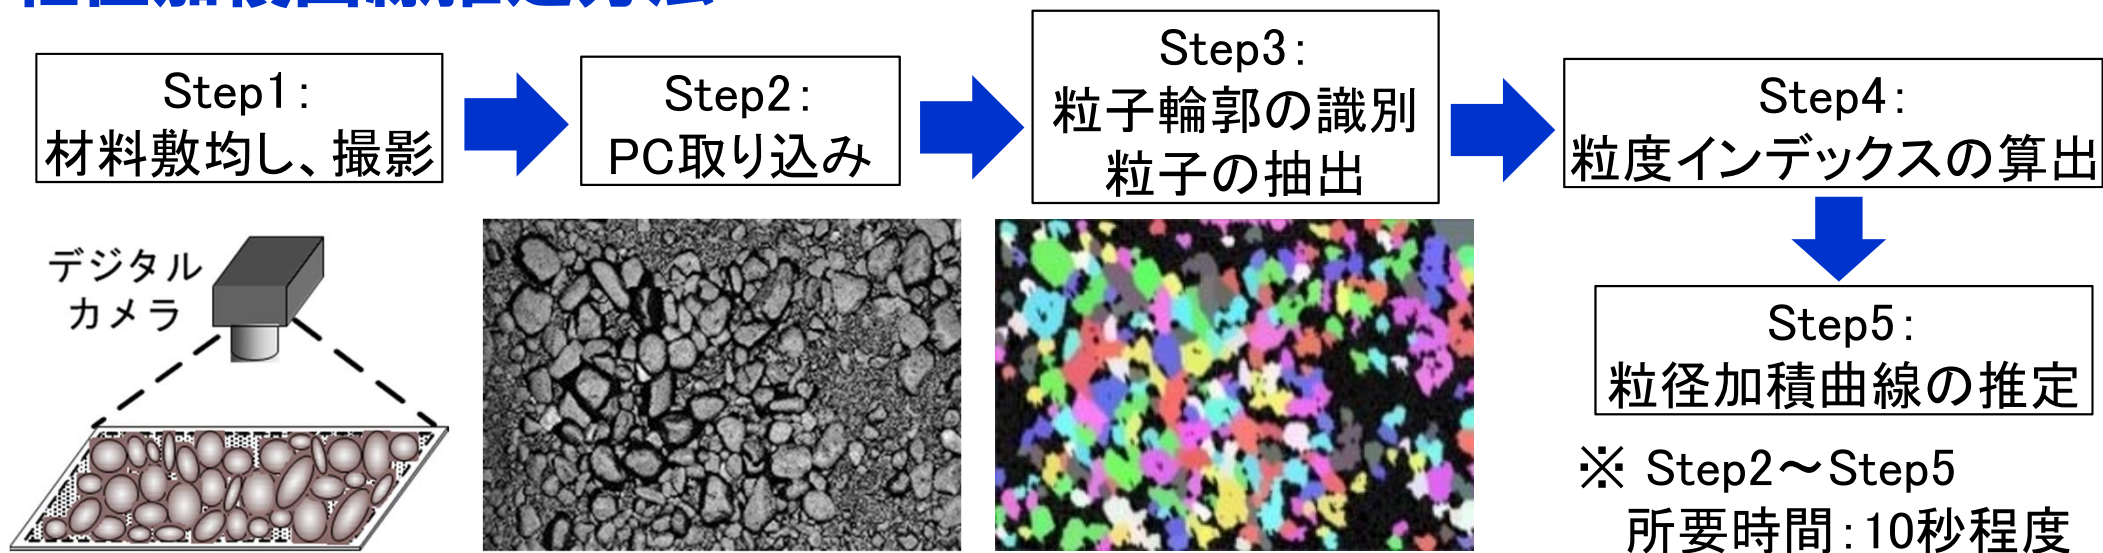 Step1:
材料敷均し、撮影
Step2:
PC取り込み
Step3:
粒子輪郭の識別
粒子の抽出
Step4:
粒度インデックスの算出
Step5:
粒径加積曲線の推定
※ Step2～Step5
所要時間:10秒程度
デジタル
カメラ